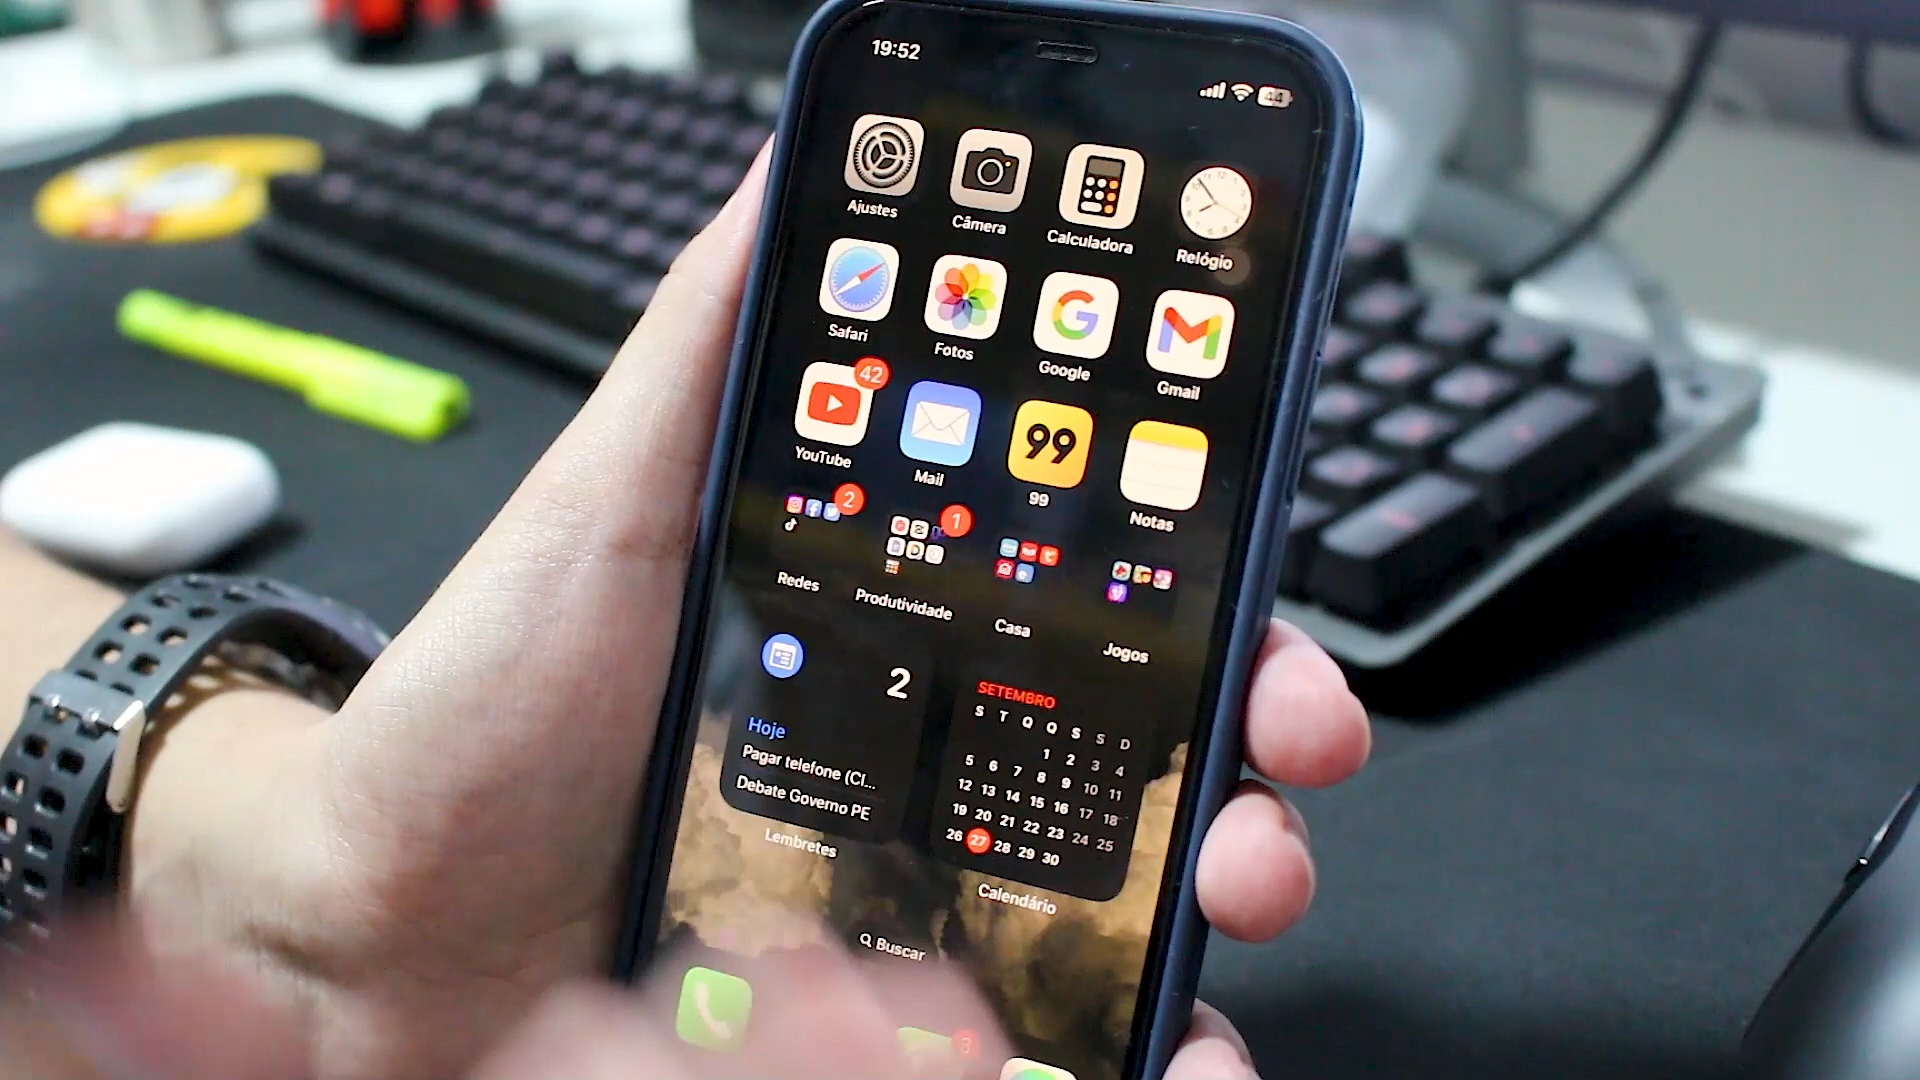 19:52
44
Ajustes
Câmera
Calculadora
Relógio
Safari
Fotos
Google
Gmail
42
YouTube
Mail
99
99
Notas
2
1
Redes
Produtividade
Casa
Jogos
2
Hoje
Pagar telefone (Cl...
Debate Governo PE
Lembretes
SETEMBRO
S T Q Q S S D
1 2 3 4
5 6 7 8 9 10 11
12 13 14 15 16 17 18
19 20 21 22 23 24 25
26 27 28 29 30
Calendário
Buscar
3